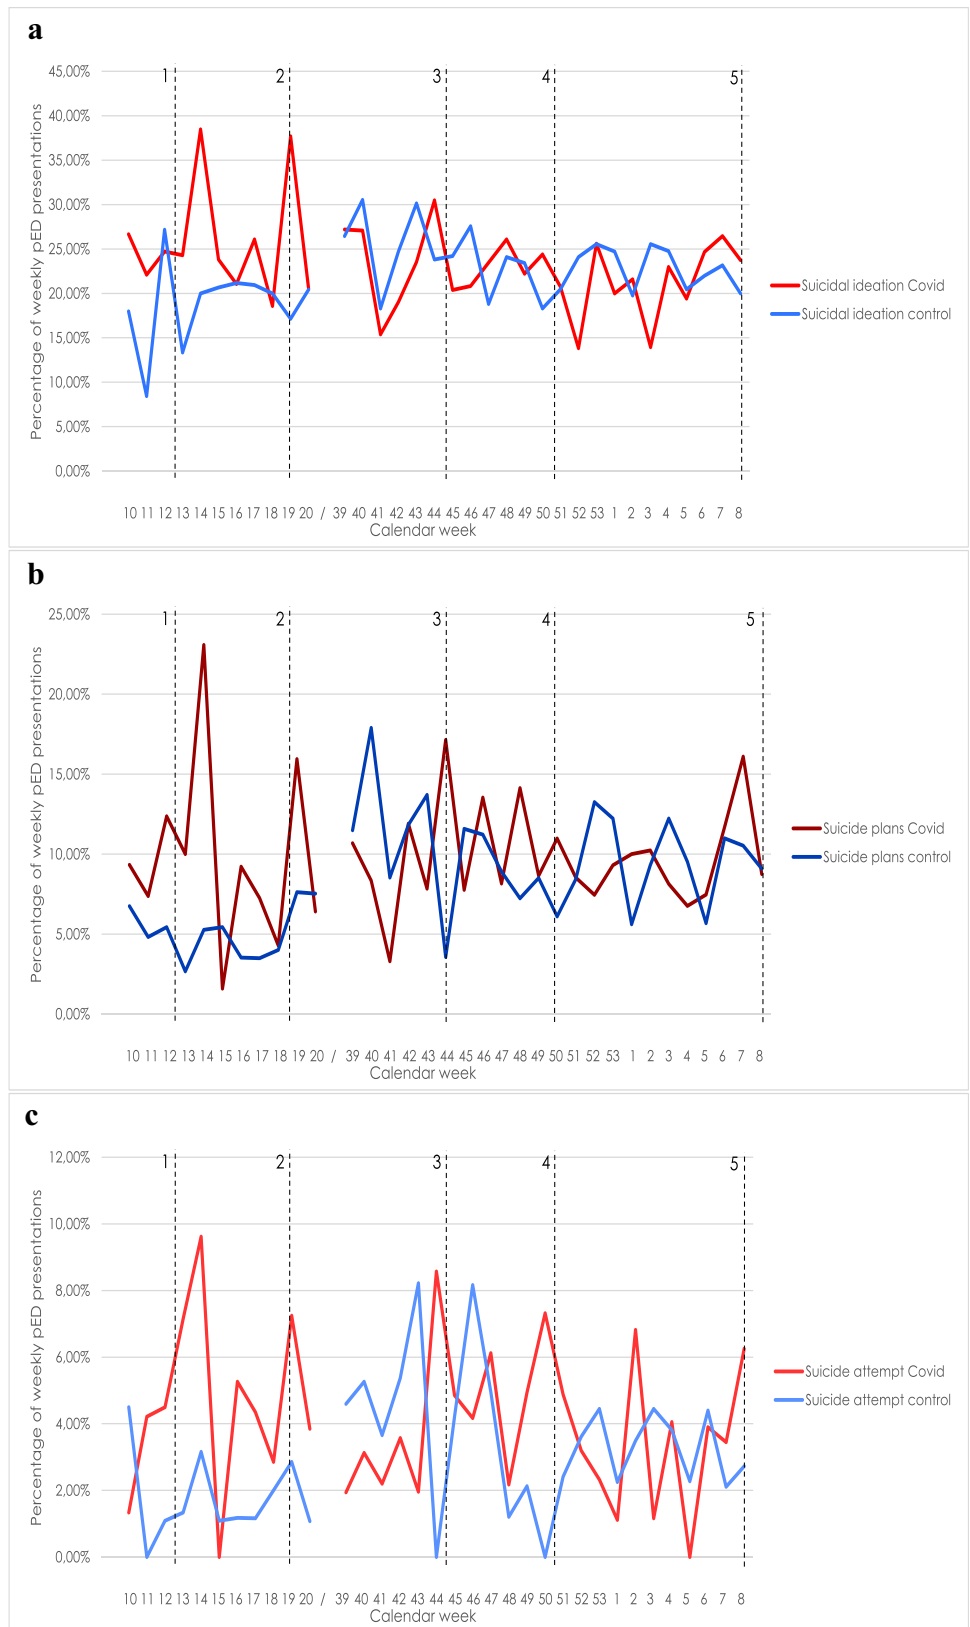 a
1 2 3 4 5
45,00%
40,00%
35,00%
30,00%
25,00%
20,00%
15,00%
10,00%
5,00%
0,00%
Percentage of weekly pED presentations
10 11 12 13 14 15 16 17 18 19 20 / 39 40 41 42 43 44 45 46 47 48 49 50 51 52 53 1 2 3 4 5 6 7 8
Calendar week
Suicidal ideation Covid
Suicidal ideation control
b
1 2 3 4 5
25,00%
20,00%
15,00%
10,00%
5,00%
0,00%
Percentage of weekly pED presentations
10 11 12 13 14 15 16 17 18 19 20 / 39 40 41 42 43 44 45 46 47 48 49 50 51 52 53 1 2 3 4 5 6 7 8
Calendar week
Suicide plans Covid
Suicide plans control
c
1 2 3 4 5
12,00%
10,00%
8,00%
6,00%
4,00%
2,00%
0,00%
Percentage of weekly pED presentations
10 11 12 13 14 15 16 17 18 19 20 / 39 40 41 42 43 44 45 46 47 48 49 50 51 52 53 1 2 3 4 5 6 7 8
Calendar week
Suicide attempt Covid
Suicide attempt control